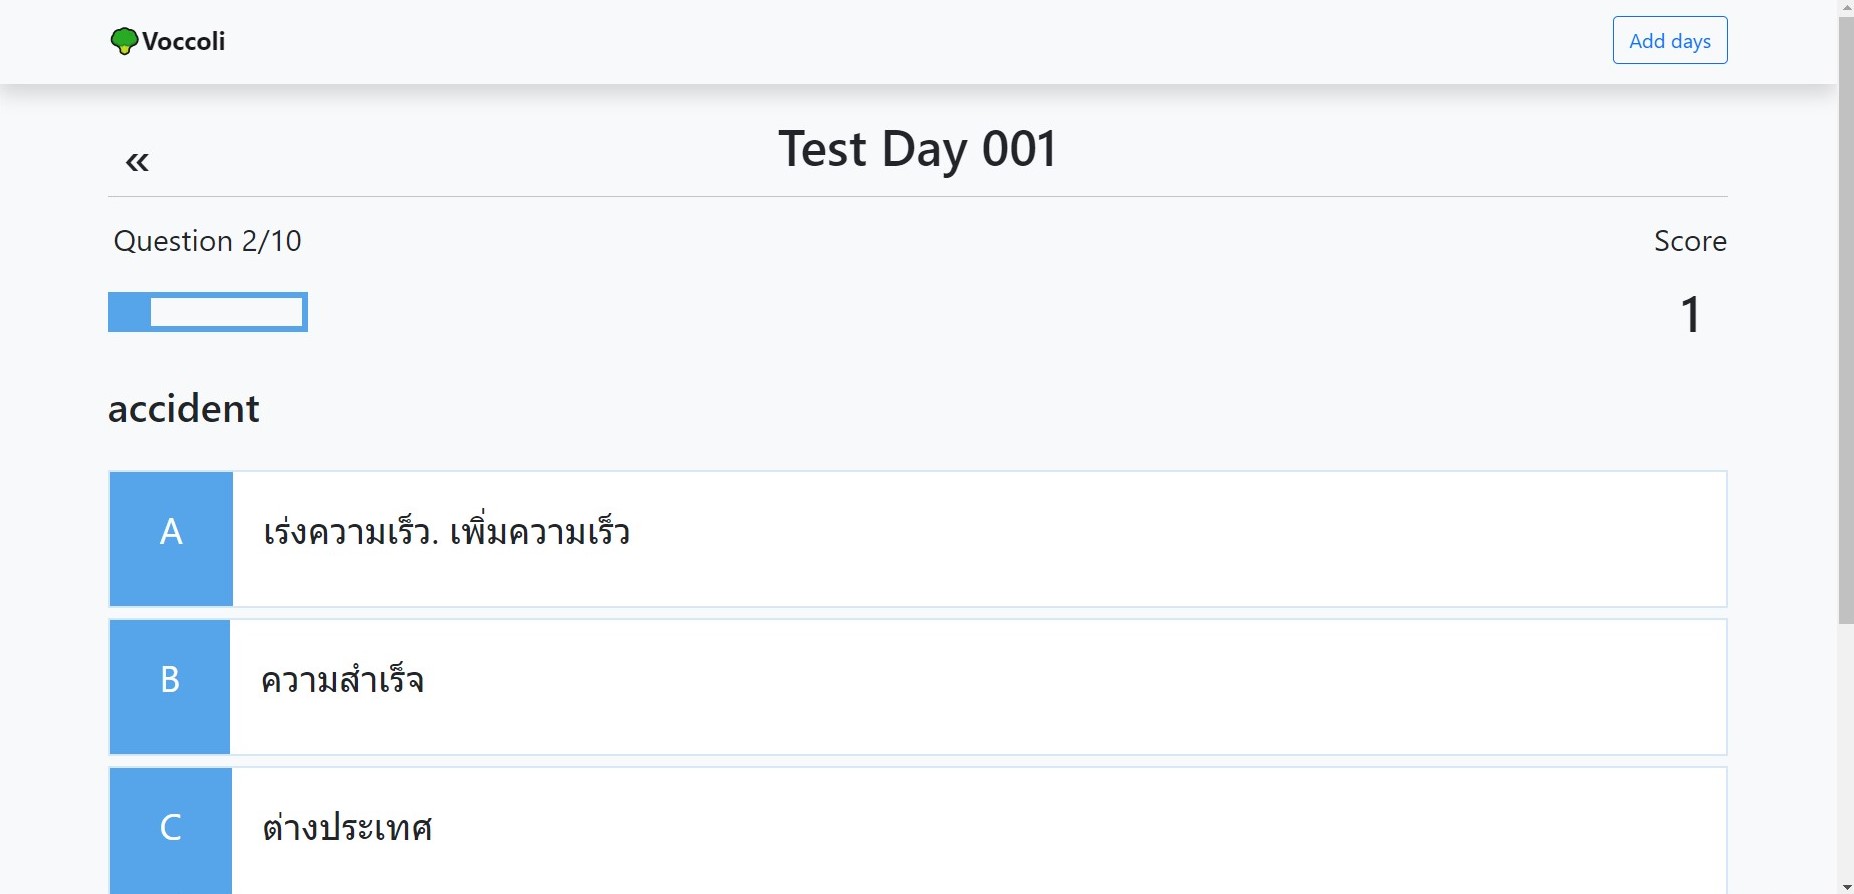 Voccoli
Add days
«
Test Day 001
Question 2/10
Score
1
accident
A
เร่งความเร็ว. เพิ่มความเร็ว
B
ความสำเร็จ
C
ต่างประเทศ